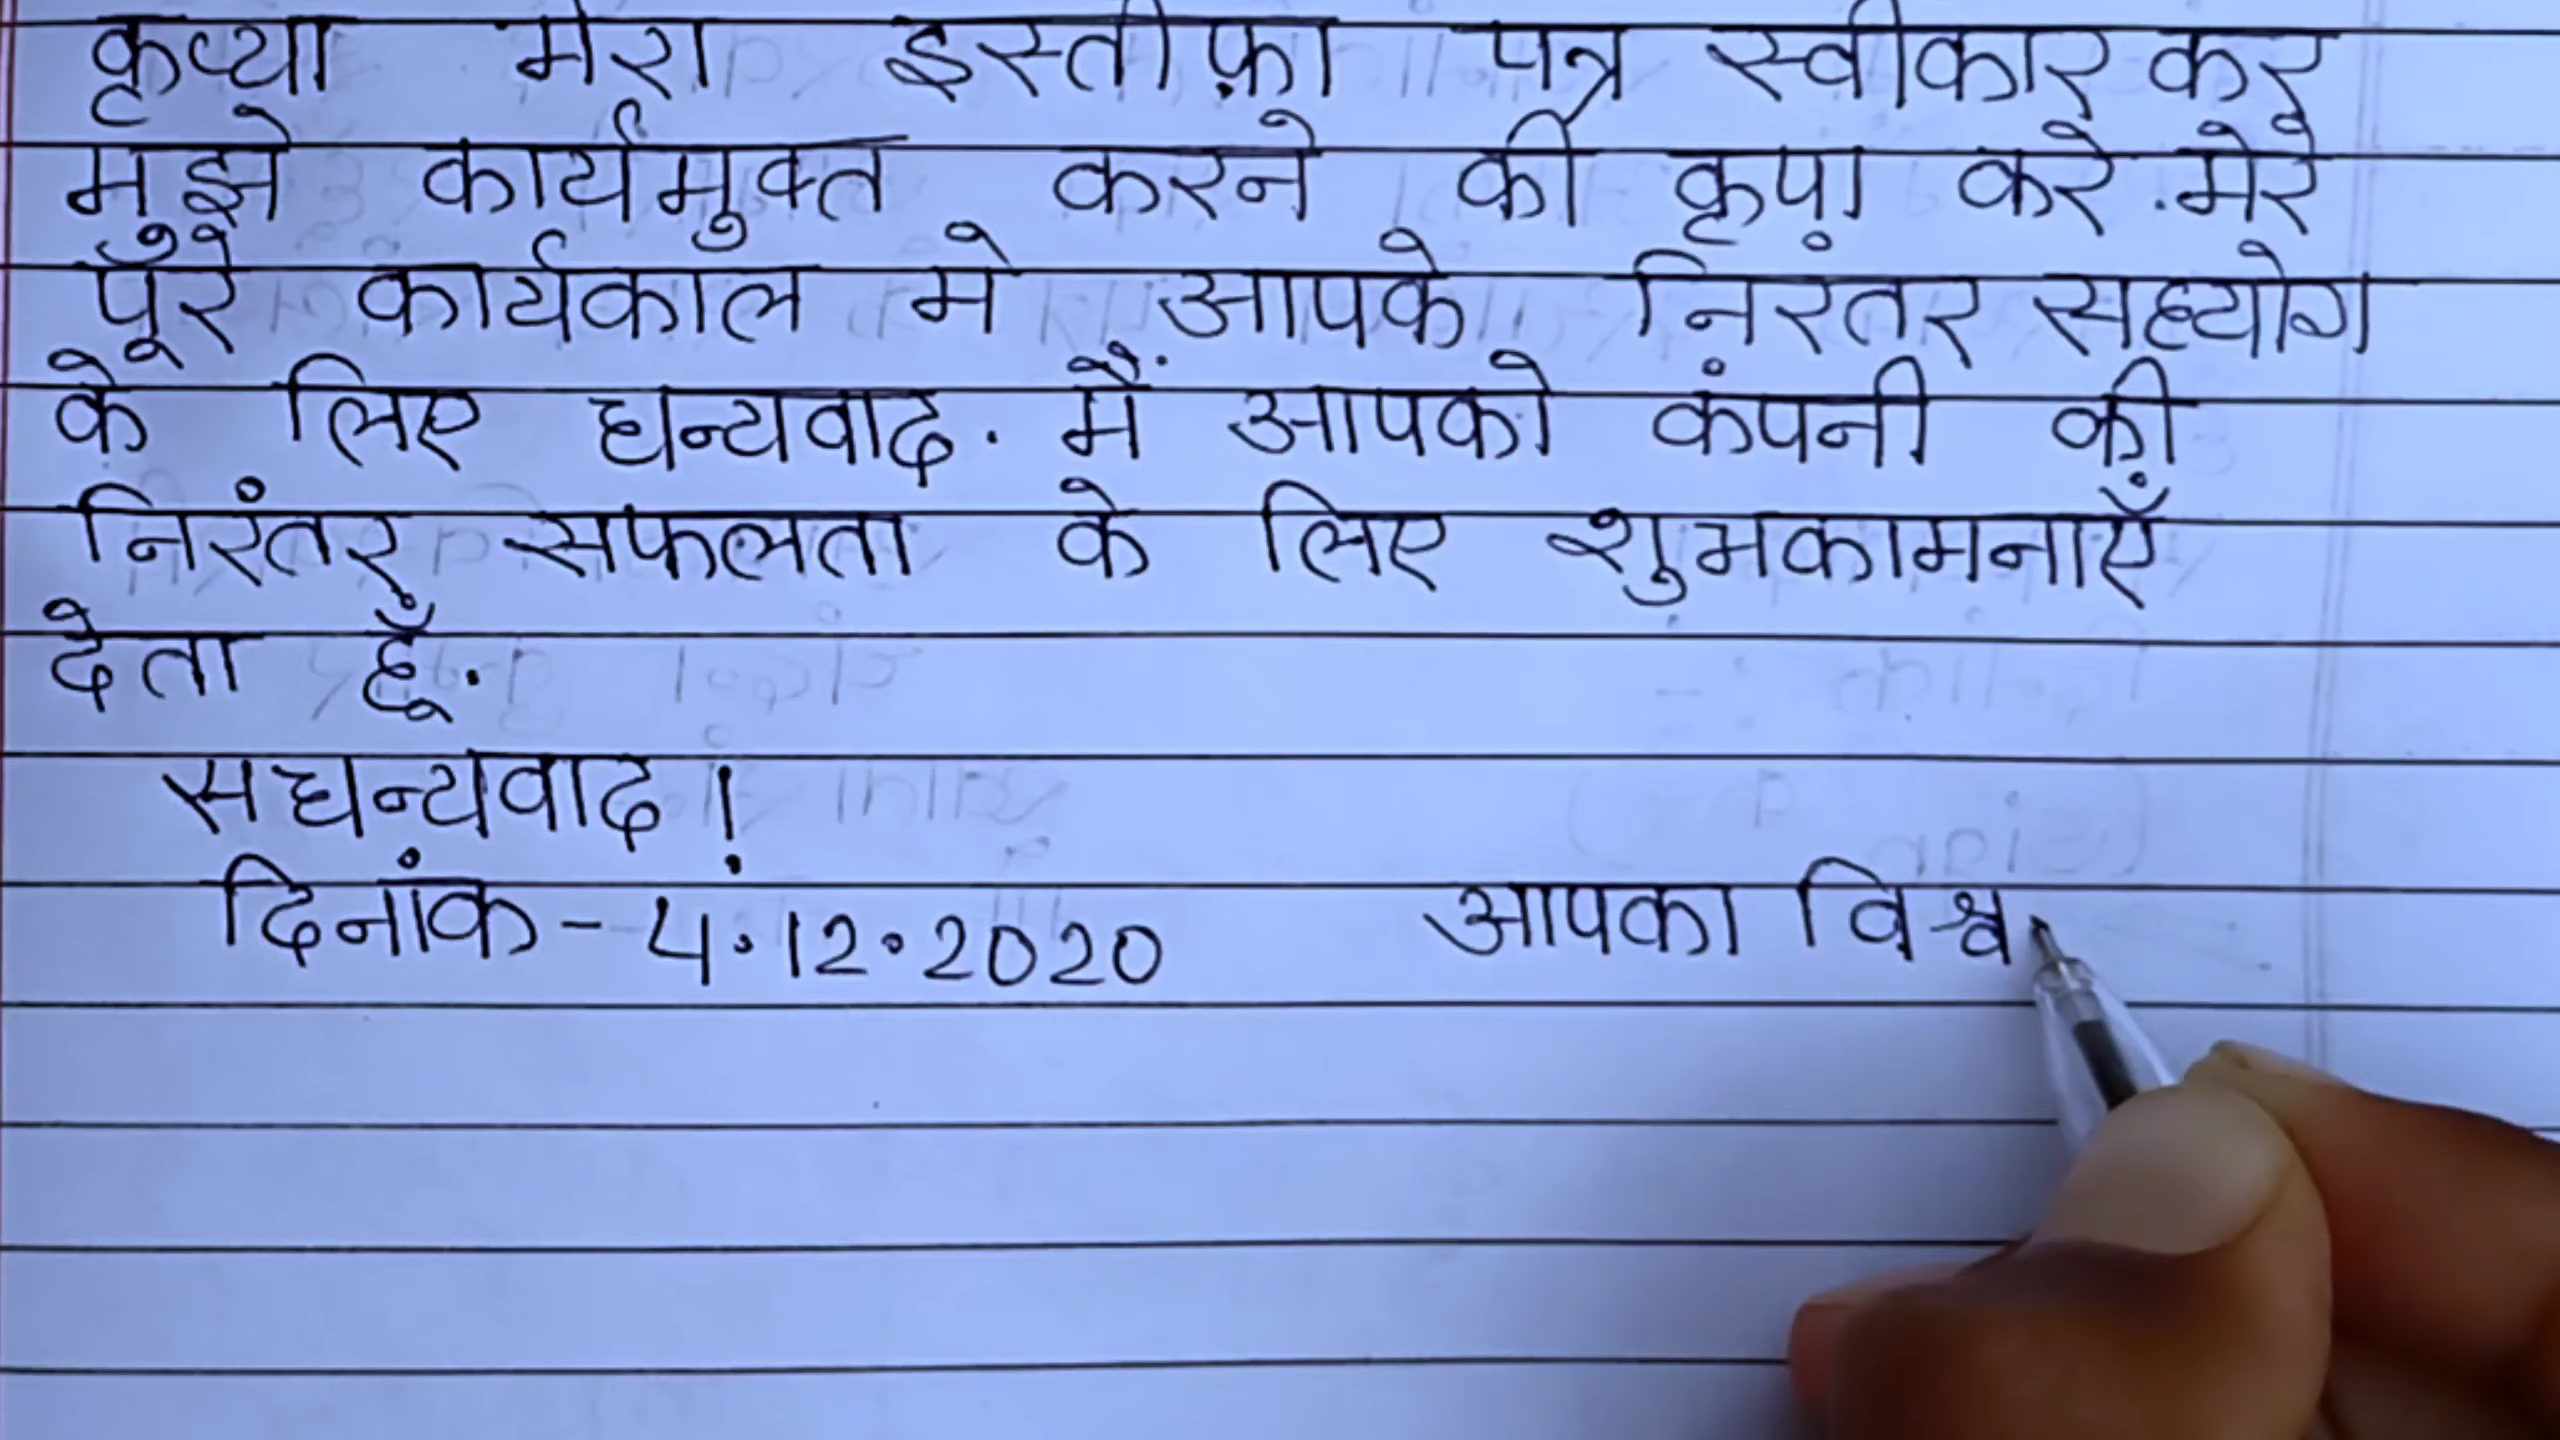 कृप्या मेरा इस्तीफ़ा पत्र स्वीकार कर
मुझे कार्यमुक्त करने की कृपा करे. मेरे
पूरे कार्यकाल मे आपके निरंतर सहयोग
के लिए धन्यवाद. मैं आपको कंपनी की
निरंतर सफलता के लिए शुभकामनाएँ
देता हूँ.
सधन्यवाद !
दिनांक - 4.12.2020 आपका विश्व